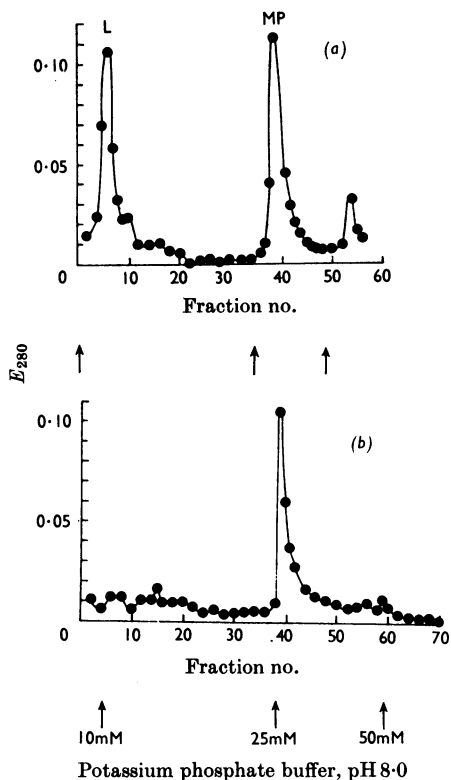 L MP
(a)
0·10
0·05
0 10 20 30 40 50 60
Fraction no.
E280
(b)
0·10
0·05
0 10 20 30 40 50 60 70
Fraction no.
10mM 25mM 50mM
Potassium phosphate buffer, pH 8·0